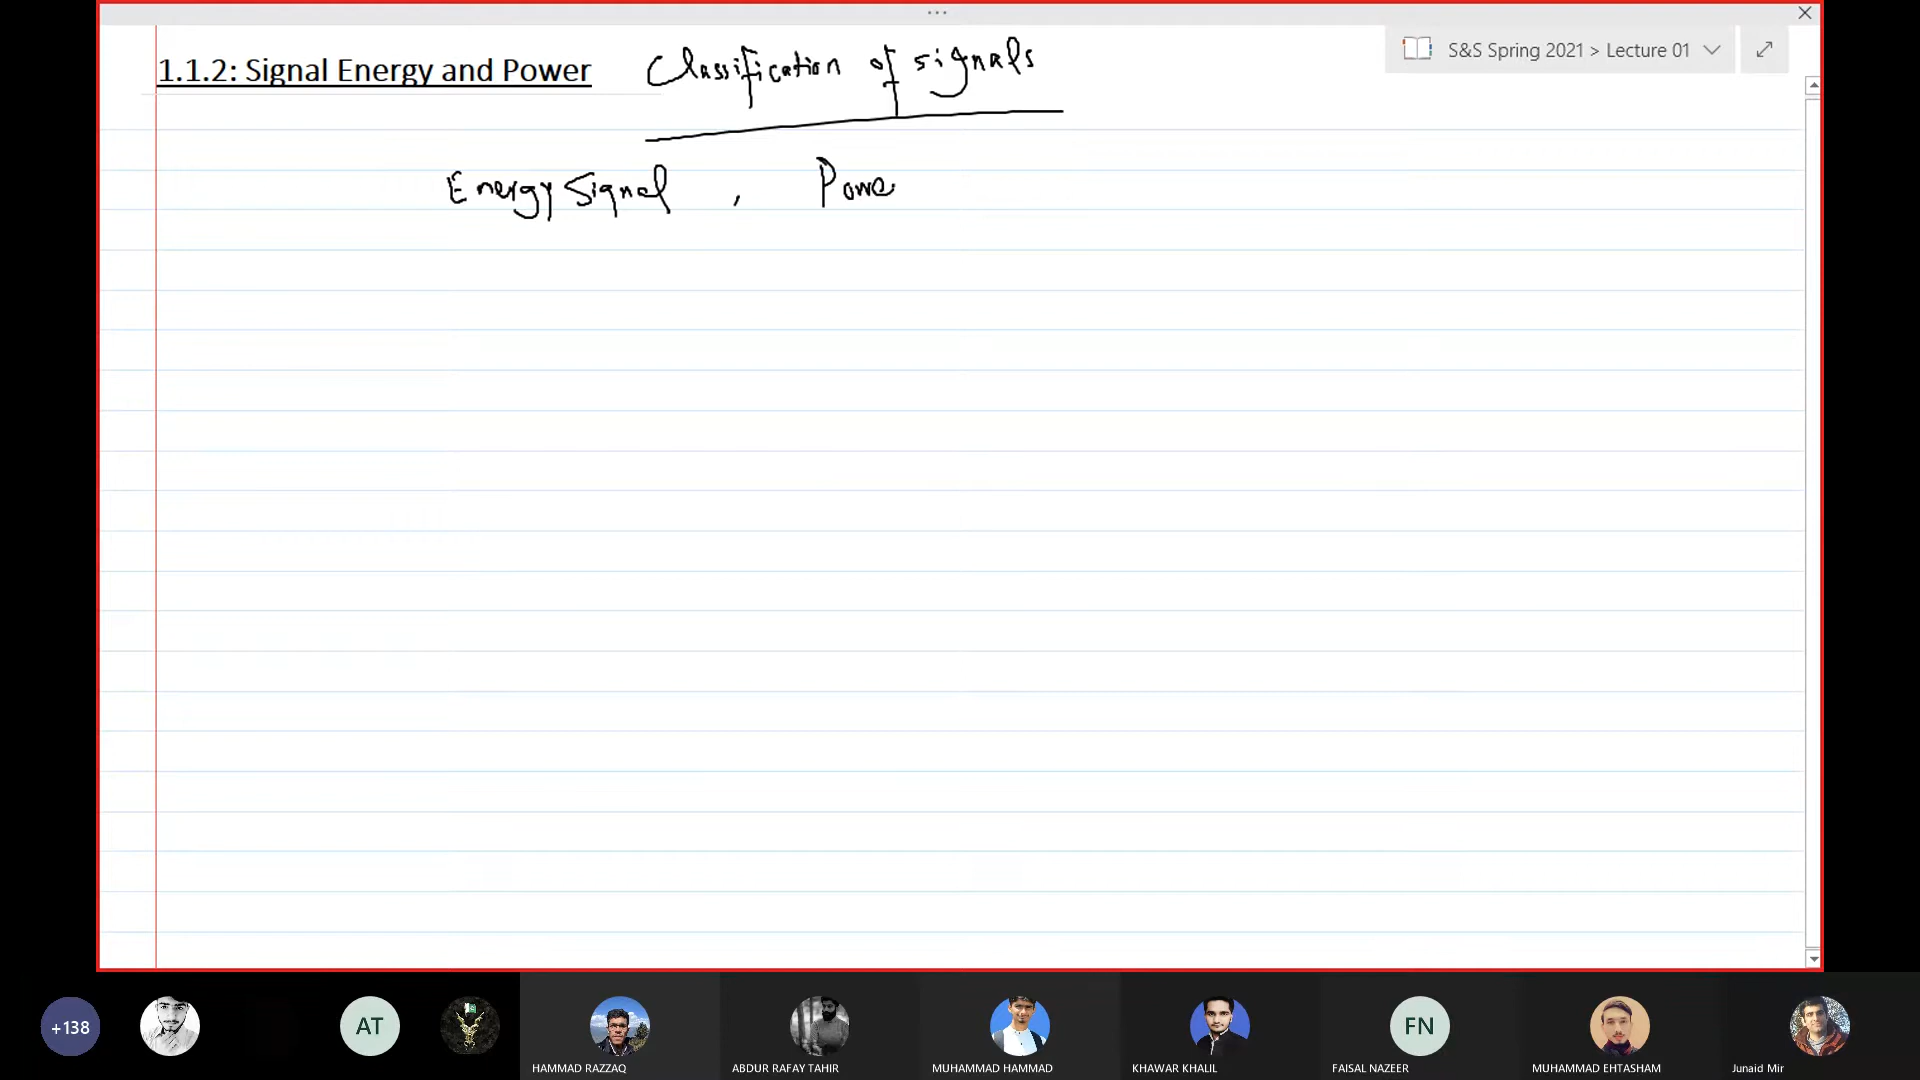 1.1.2: Signal Energy and Power Classification of signals
S&S Spring 2021 > Lecture 01
Energy Signal , Powe
+138
AT
FN
HAMMAD RAZZAQ
ABDUR RAFAY TAHIR
MUHAMMAD HAMMAD
KHAWAR KHALIL
FAISAL NAZEER
MUHAMMAD EHTASHAM
Junaid Mir